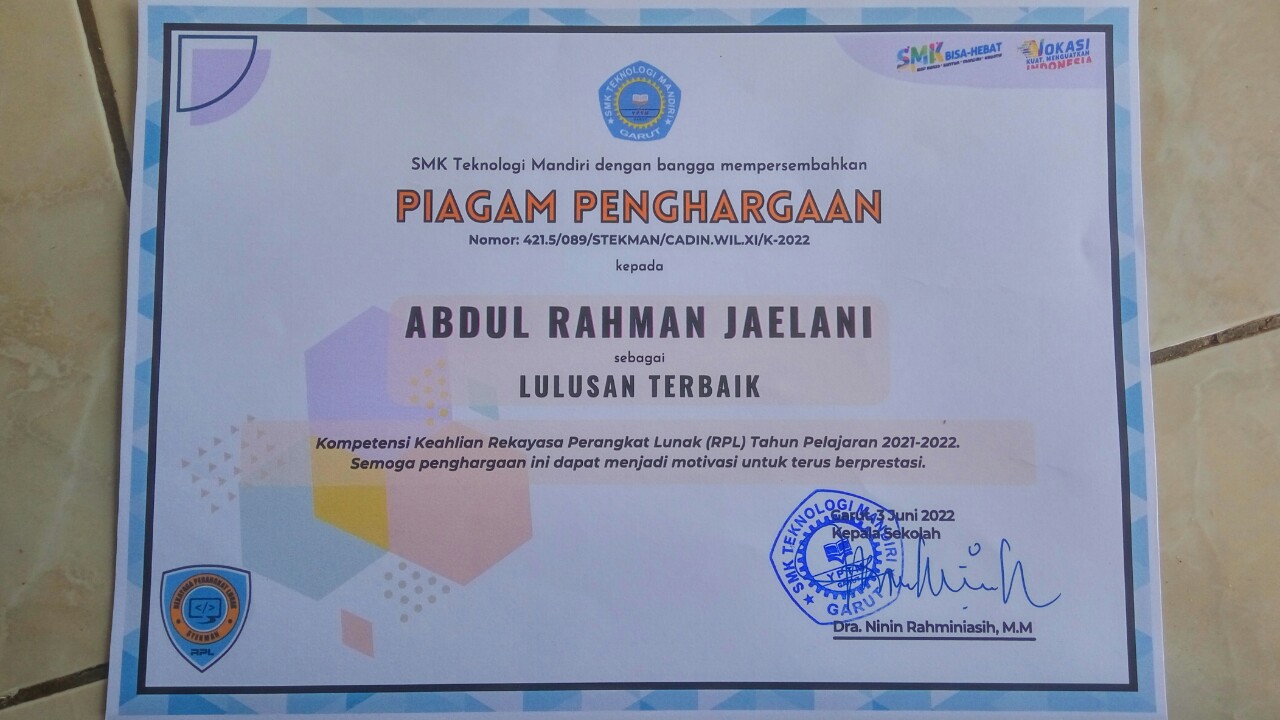 SMK BISA-HEBAT
VOKASI
KUAT, MENGUATKAN
INDONESIA
SMK TEKNOLOGI MANDIRI
GARUT
SMK Teknologi Mandiri dengan bangga mempersembahkan
PIAGAM PENGHARGAAN
Nomor: 421.5/089/STEKMAN/CADIN.WIL.XI/K-2022
kepada
ABDUL RAHMAN JAELANI
sebagai
LULUSAN TERBAIK
Kompetensi Keahlian Rekayasa Perangkat Lunak (RPL) Tahun Pelajaran 2021-2022.
Semoga penghargaan ini dapat menjadi motivasi untuk terus berprestasi.
Garut, 3 Juni 2022
Kepala Sekolah
SMK TEKNOLOGI MANDIRI
GARUT
Dra. Ninin Rahminiasih, M.M
REKAYASA PERANGKAT LUNAK
</>
STEKMAN
RPL